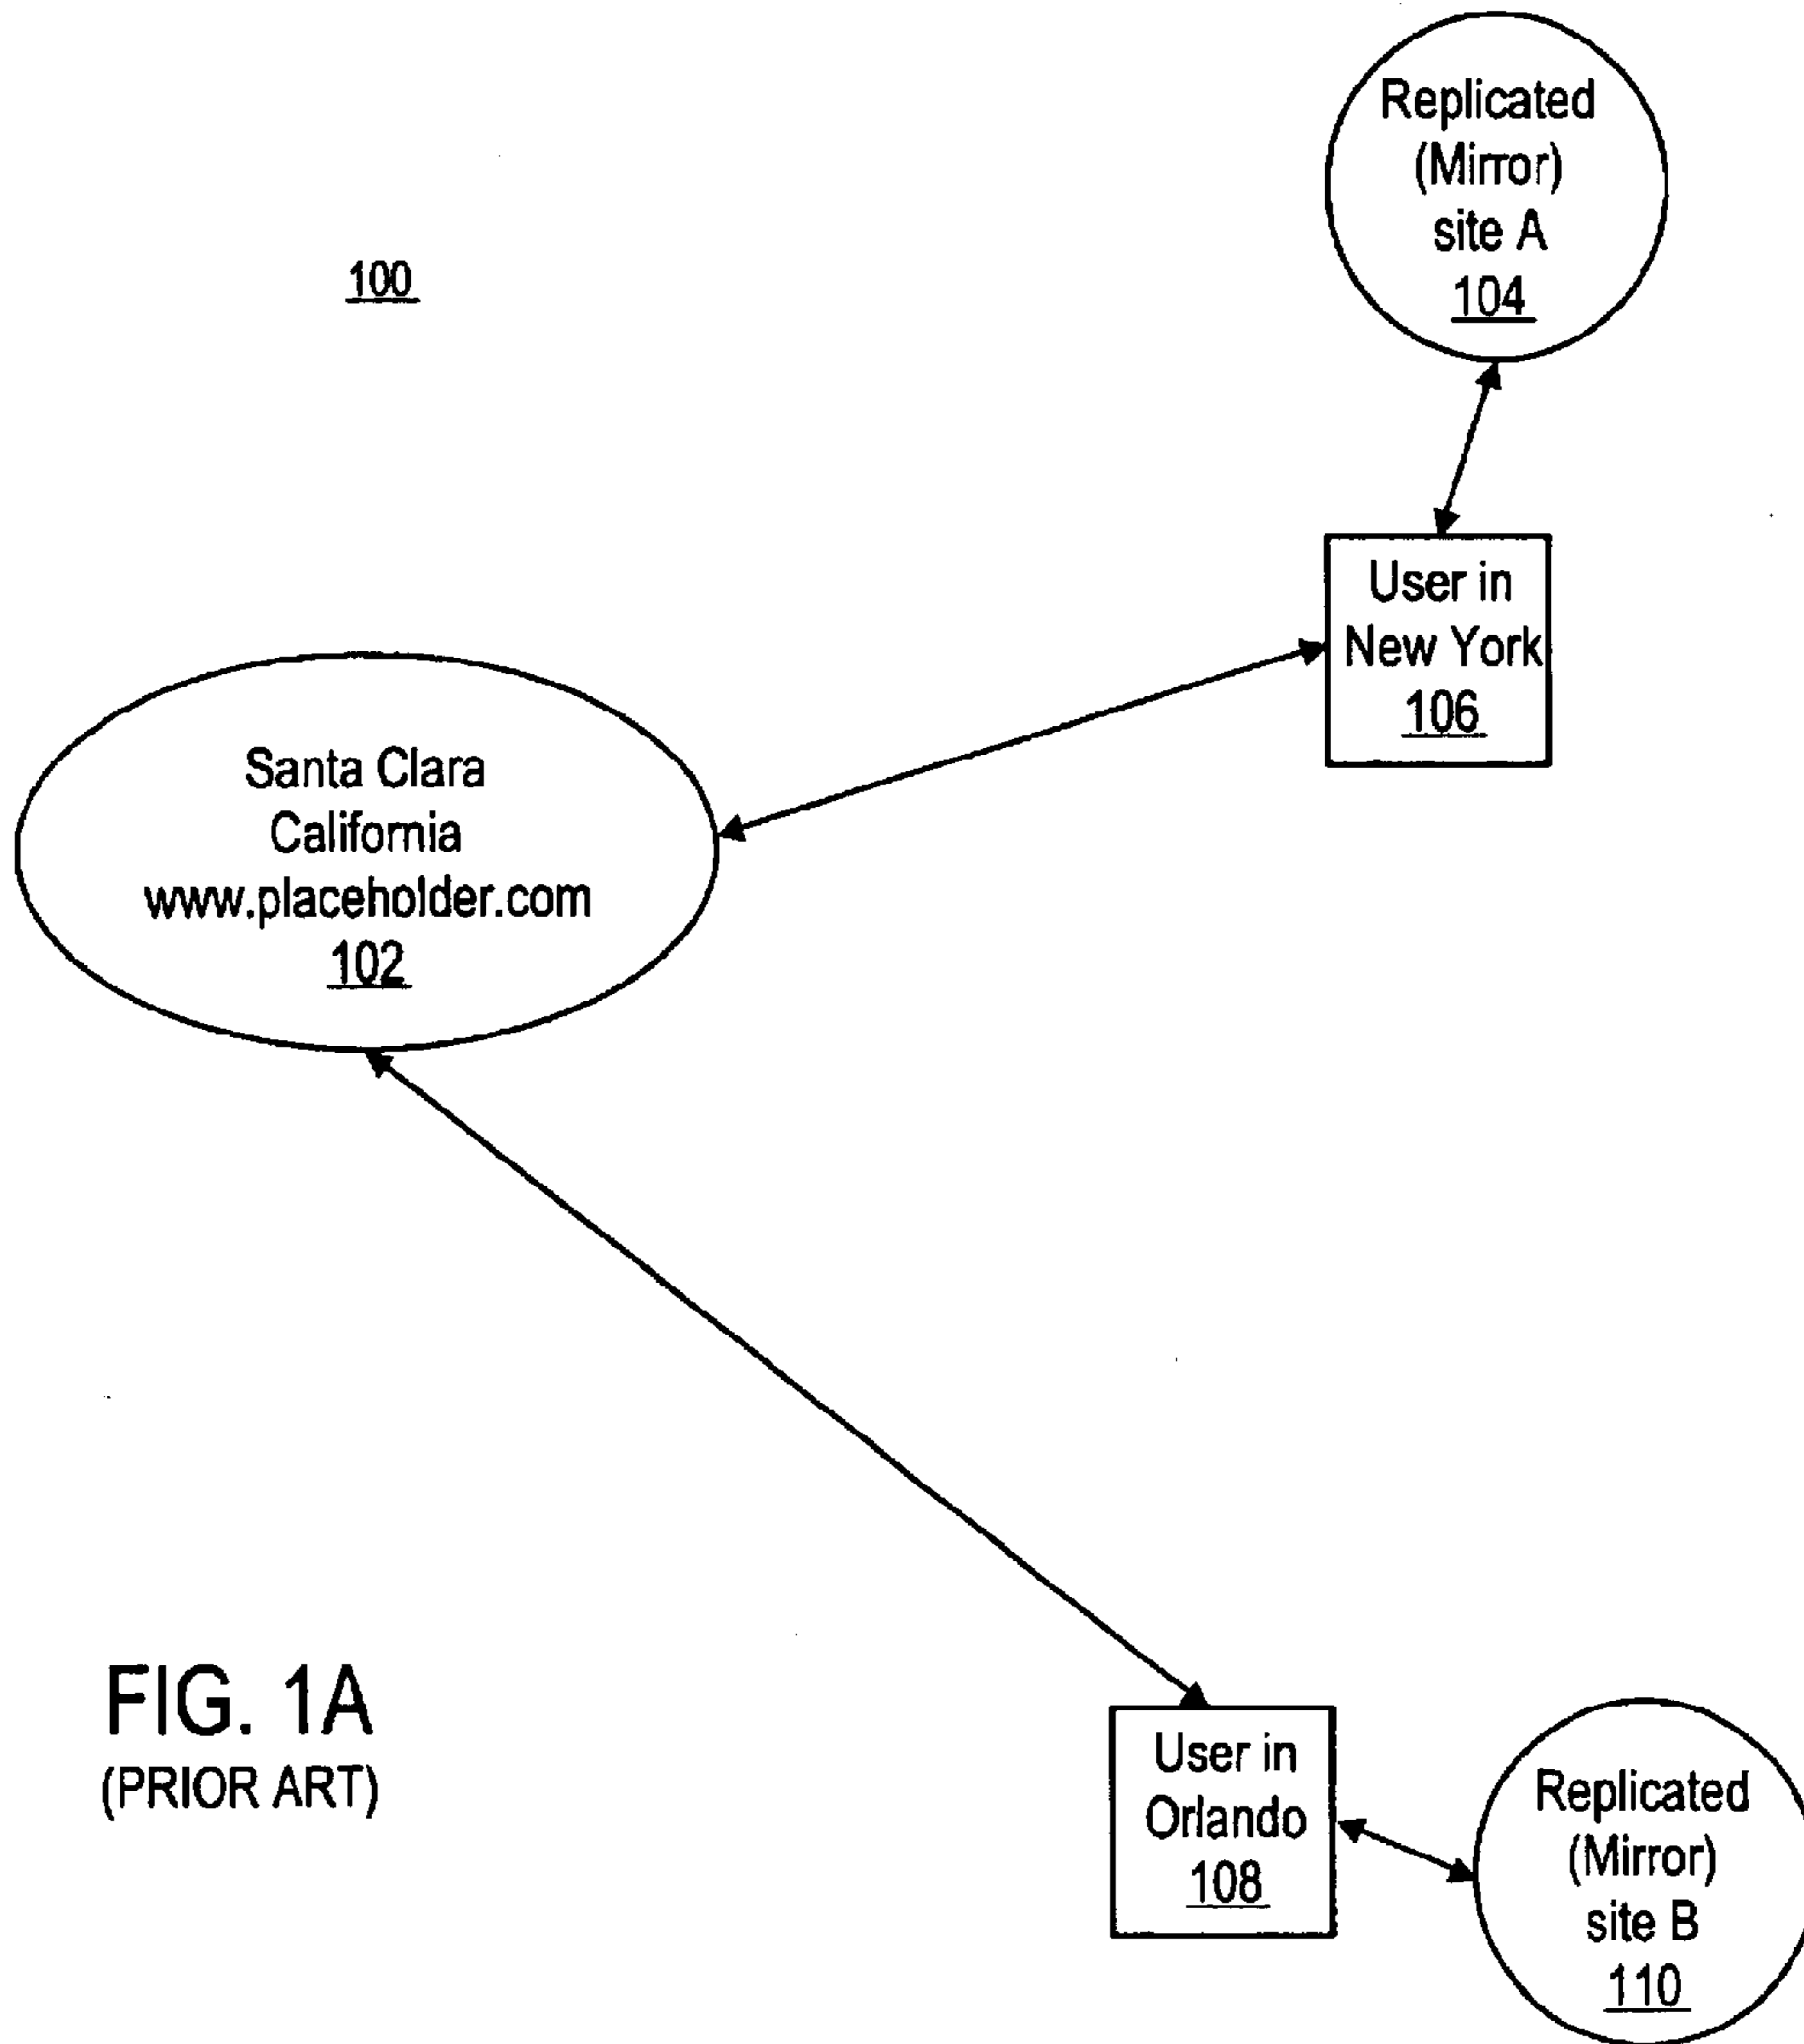 Replicated
(Mirror)
site A
104
100
User in
New York
106
Santa Clara
California
www.placeholder.com
102
User in
Orlando
108
Replicated
(Mirror)
site B
110
FIG. 1A
(PRIOR ART)